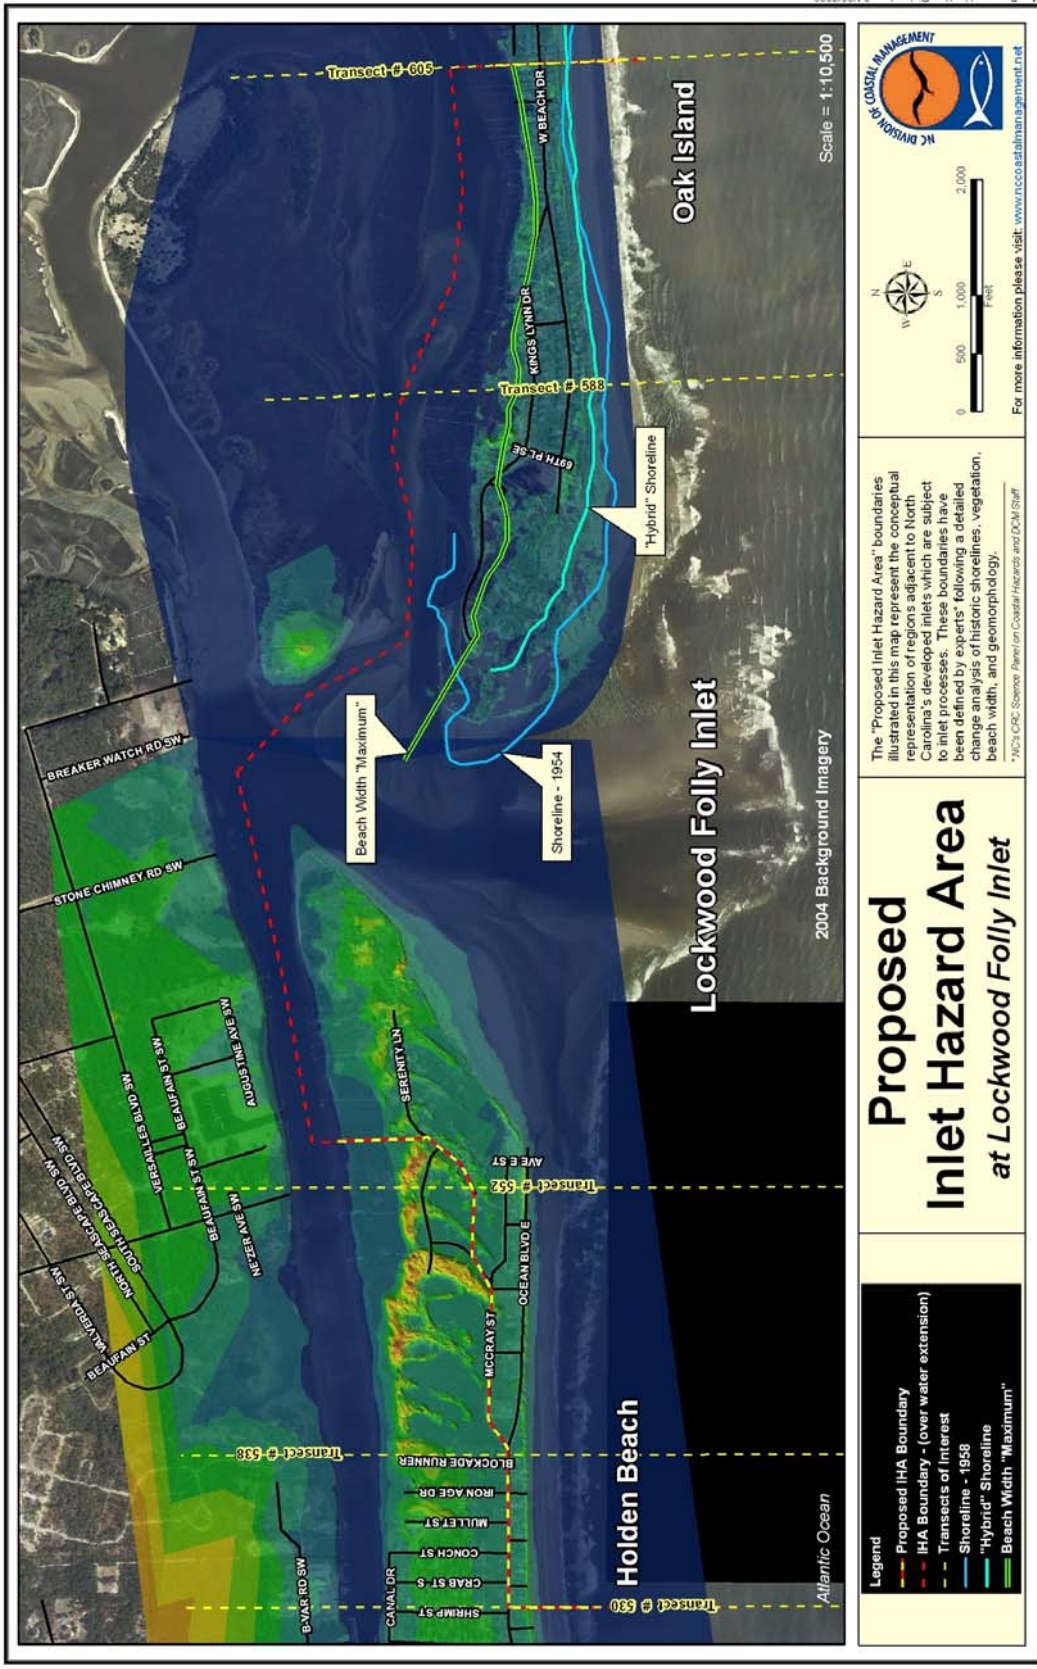 Transect # 605
W BEACH DR
Oak Island
Scale = 1:10,500
KINGS LYNN DR
Transect # 588
69TH PL SE
"Hybrid" Shoreline
BREAKER WATCH RD SW
Beach Width "Maximum"
Shoreline - 1954
Lockwood Folly Inlet
2004 Background Imagery
STONE CHIMNEY RD SW
AUGUSTINE AVE SW
BEAUFAIN ST SW
VERSAILLES BLVD SW
SERENITY LN
AVE E ST
Transect # 552
BEAUFAIN ST SW
NEZER AVE SW
SOUTH SEASCAPE BLVD SW
NORTH SEASCAPE BLVD SW
VALVERDA ST SW
BEAUFAIN ST
OCEAN BLVD E
MCCRAY ST
Transect # 538
BLOCKADE RUNNER
IRON AGE DR
MULLET ST
CONCH ST
CRAB ST S
SHRIMP ST
CANAL DR
B-VAR RD SW
Transect # 530
Holden Beach
Atlantic Ocean
Legend
Proposed IHA Boundary
IHA Boundary - (over water extension)
Transects of Interest
Shoreline - 1958
"Hybrid" Shoreline
Beach Width "Maximum"
Proposed
Inlet Hazard Area
at Lockwood Folly Inlet
The "Proposed Inlet Hazard Area" boundaries
illustrated in this map represent the conceptual
representation of regions adjacent to North
Carolina's developed inlets which are subject
to inlet processes. These boundaries have
been defined by experts* following a detailed
change analysis of historic shorelines, vegetation,
beach width, and geomorphology.
*NC's CRC Science Panel on Coastal Hazards and DCM Staff
N
W E
S
0 500 1,000 2,000
Feet
NC DIVISION OF COASTAL MANAGEMENT
For more information please visit: www.nccoastalmanagement.net